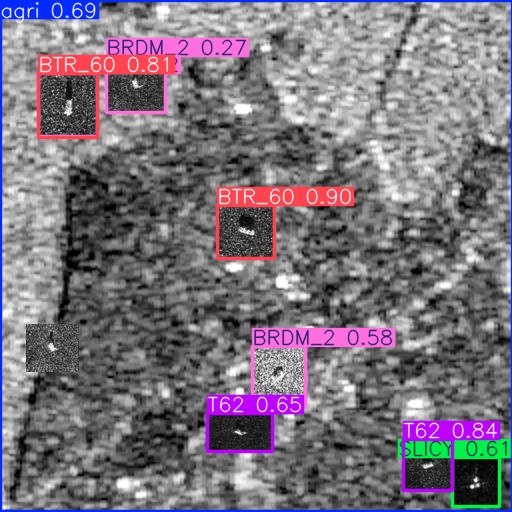 agri 0.69
BRDM_2 0.27
BTR_60 0.81
BTR_60 0.90
BRDM_2 0.58
T62 0.65
T62 0.84
SLICY 0.61